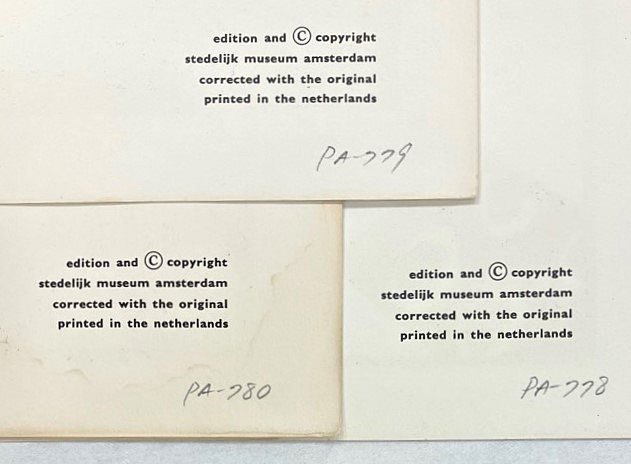 edition and © copyright
stedelijk museum amsterdam
corrected with the original
printed in the netherlands
PA-779
edition and © copyright
stedelijk museum amsterdam
corrected with the original
printed in the netherlands
PA-780
edition and © copyright
stedelijk museum amsterdam
corrected with the original
printed in the netherlands
PA-778